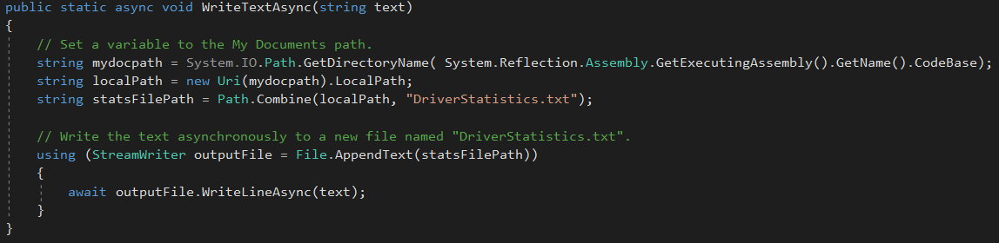 public static async void WriteTextAsync(string text)
{
// Set a variable to the My Documents path.
string mydocpath = System.IO.Path.GetDirectoryName( System.Reflection.Assembly.GetExecutingAssembly().GetName().CodeBase);
string localPath = new Uri(mydocpath).LocalPath;
string statsFilePath = Path.Combine(localPath, "DriverStatistics.txt");
// Write the text asynchronously to a new file named "DriverStatistics.txt".
using (StreamWriter outputFile = File.AppendText(statsFilePath))
{
await outputFile.WriteLineAsync(text);
}
}